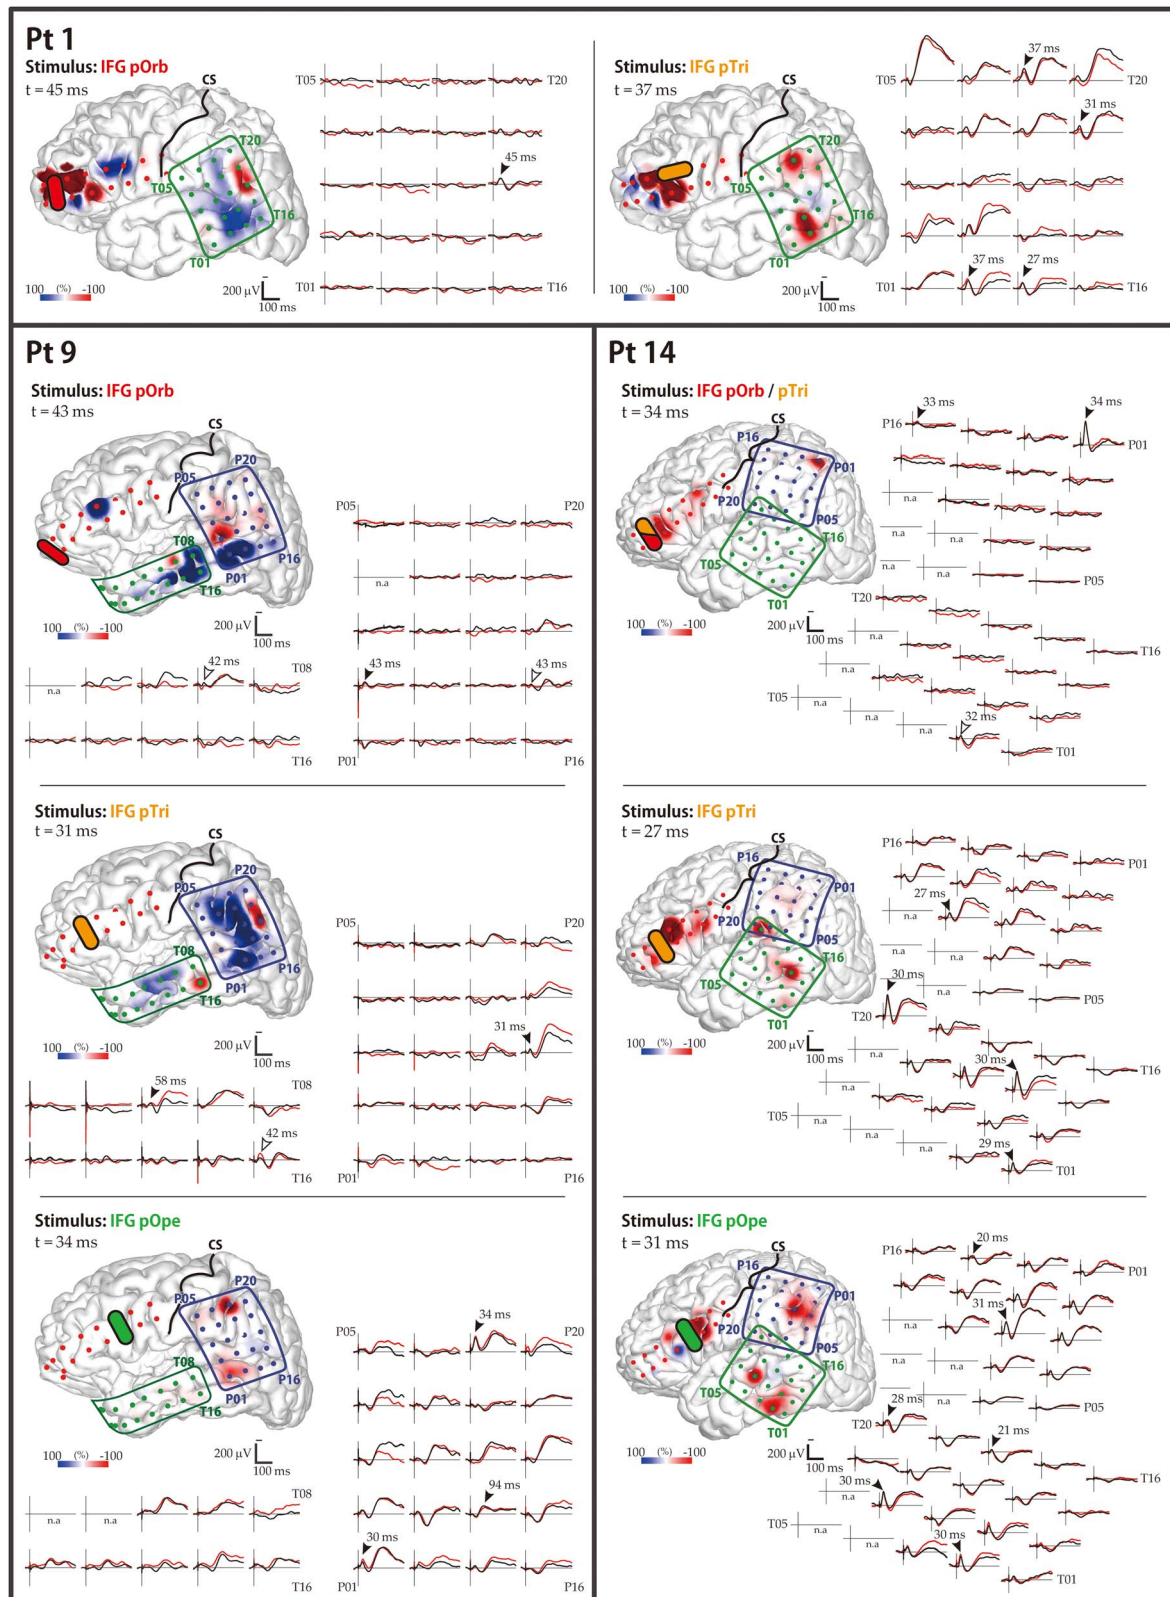 Pt 1
Stimulus: IFG pOrb
t = 45 ms
CS
T20
T05
T16
T01
100 (%) -100
200 µV
100 ms
T05
T20
45 ms
T01
T16
Stimulus: IFG pTri
t = 37 ms
CS
T20
T05
T16
T01
100 (%) -100
200 µV
100 ms
37 ms
T05
T20
31 ms
37 ms
27 ms
T01
T16
Pt 9
Stimulus: IFG pOrb
t = 43 ms
CS
P20
P05
T08
P16
P01
T16
100 (%) -100
200 µV
100 ms
P05
P20
n.a
43 ms
43 ms
P01
P16
42 ms
T08
n.a
T16
Stimulus: IFG pTri
t = 31 ms
CS
P20
P05
T08
P16
P01
T16
100 (%) -100
200 µV
100 ms
P05
P20
31 ms
P01
P16
58 ms
T08
42 ms
T16
Stimulus: IFG pOpe
t = 34 ms
CS
P20
P05
T08
P16
P01
T16
100 (%) -100
200 µV
100 ms
34 ms
P05
P20
94 ms
30 ms
P01
P16
T08
n.a
n.a
T16
Pt 14
Stimulus: IFG pOrb / pTri
t = 34 ms
CS
P16
P01
P20
P05
T16
T05
T01
100 (%) -100
200 µV
100 ms
33 ms
34 ms
P16
P01
n.a
n.a
n.a
P05
T20
n.a
T16
n.a
T05
n.a
n.a
n.a
32 ms
T01
Stimulus: IFG pTri
t = 27 ms
CS
P16
P01
P20
P05
T16
T05
T01
100 (%) -100
200 µV
100 ms
P16
P01
27 ms
n.a
n.a
n.a
P05
30 ms
T20
n.a
30 ms
T16
n.a
T05
n.a
n.a
n.a
29 ms
T01
Stimulus: IFG pOpe
t = 31 ms
CS
P16
P01
P20
P05
T16
T05
T01
100 (%) -100
200 µV
100 ms
20 ms
P16
P01
31 ms
n.a
n.a
n.a
P05
28 ms
T20
21 ms
T16
30 ms
n.a
T05
n.a
n.a
30 ms
T01